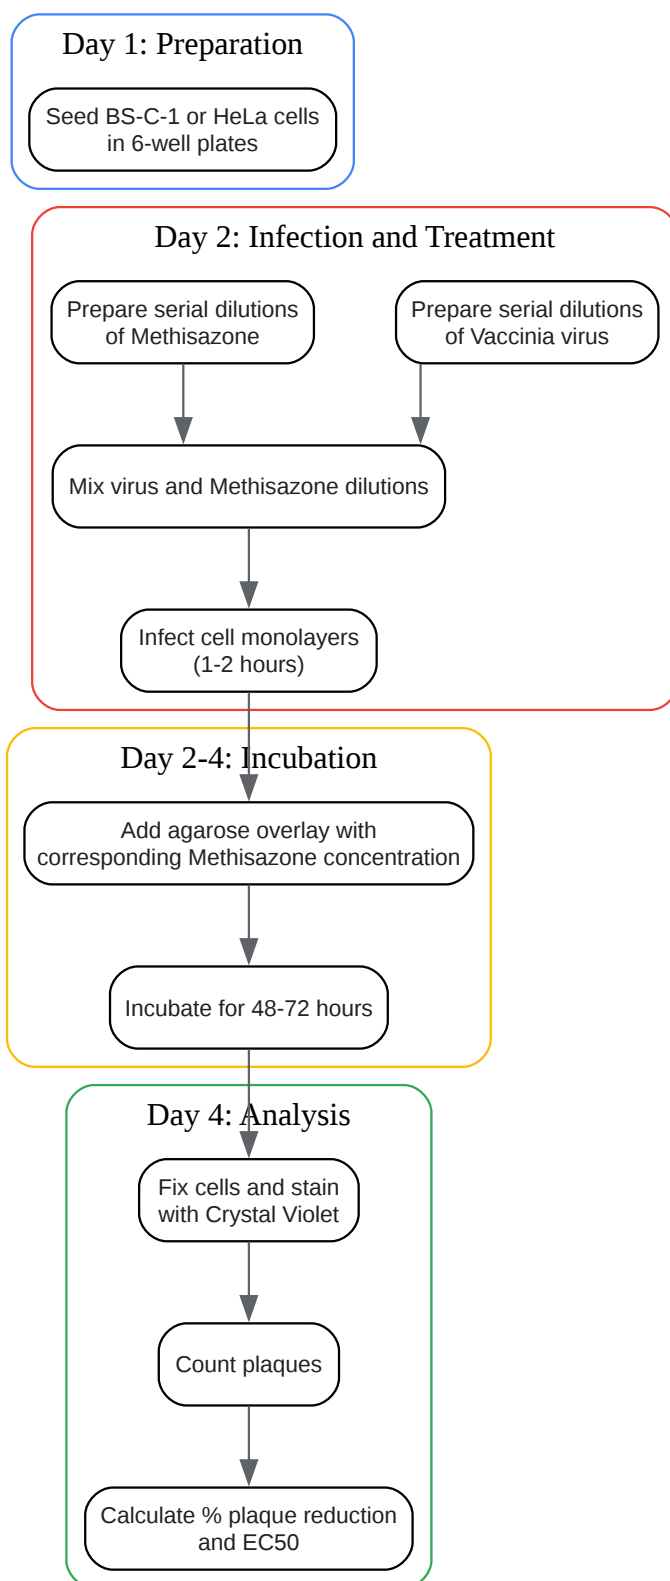 Day 1: Preparation
Seed BS-C-1 or HeLa cells
in 6-well plates
Day 2: Infection and Treatment
Prepare serial dilutions
of Methisazone
Prepare serial dilutions
of Vaccinia virus
Mix virus and Methisazone dilutions
Infect cell monolayers
(1-2 hours)
Day 2-4: Incubation
Add agarose overlay with
corresponding Methisazone concentration
Incubate for 48-72 hours
Day 4: Analysis
Fix cells and stain
with Crystal Violet
Count plaques
Calculate % plaque reduction
and EC50